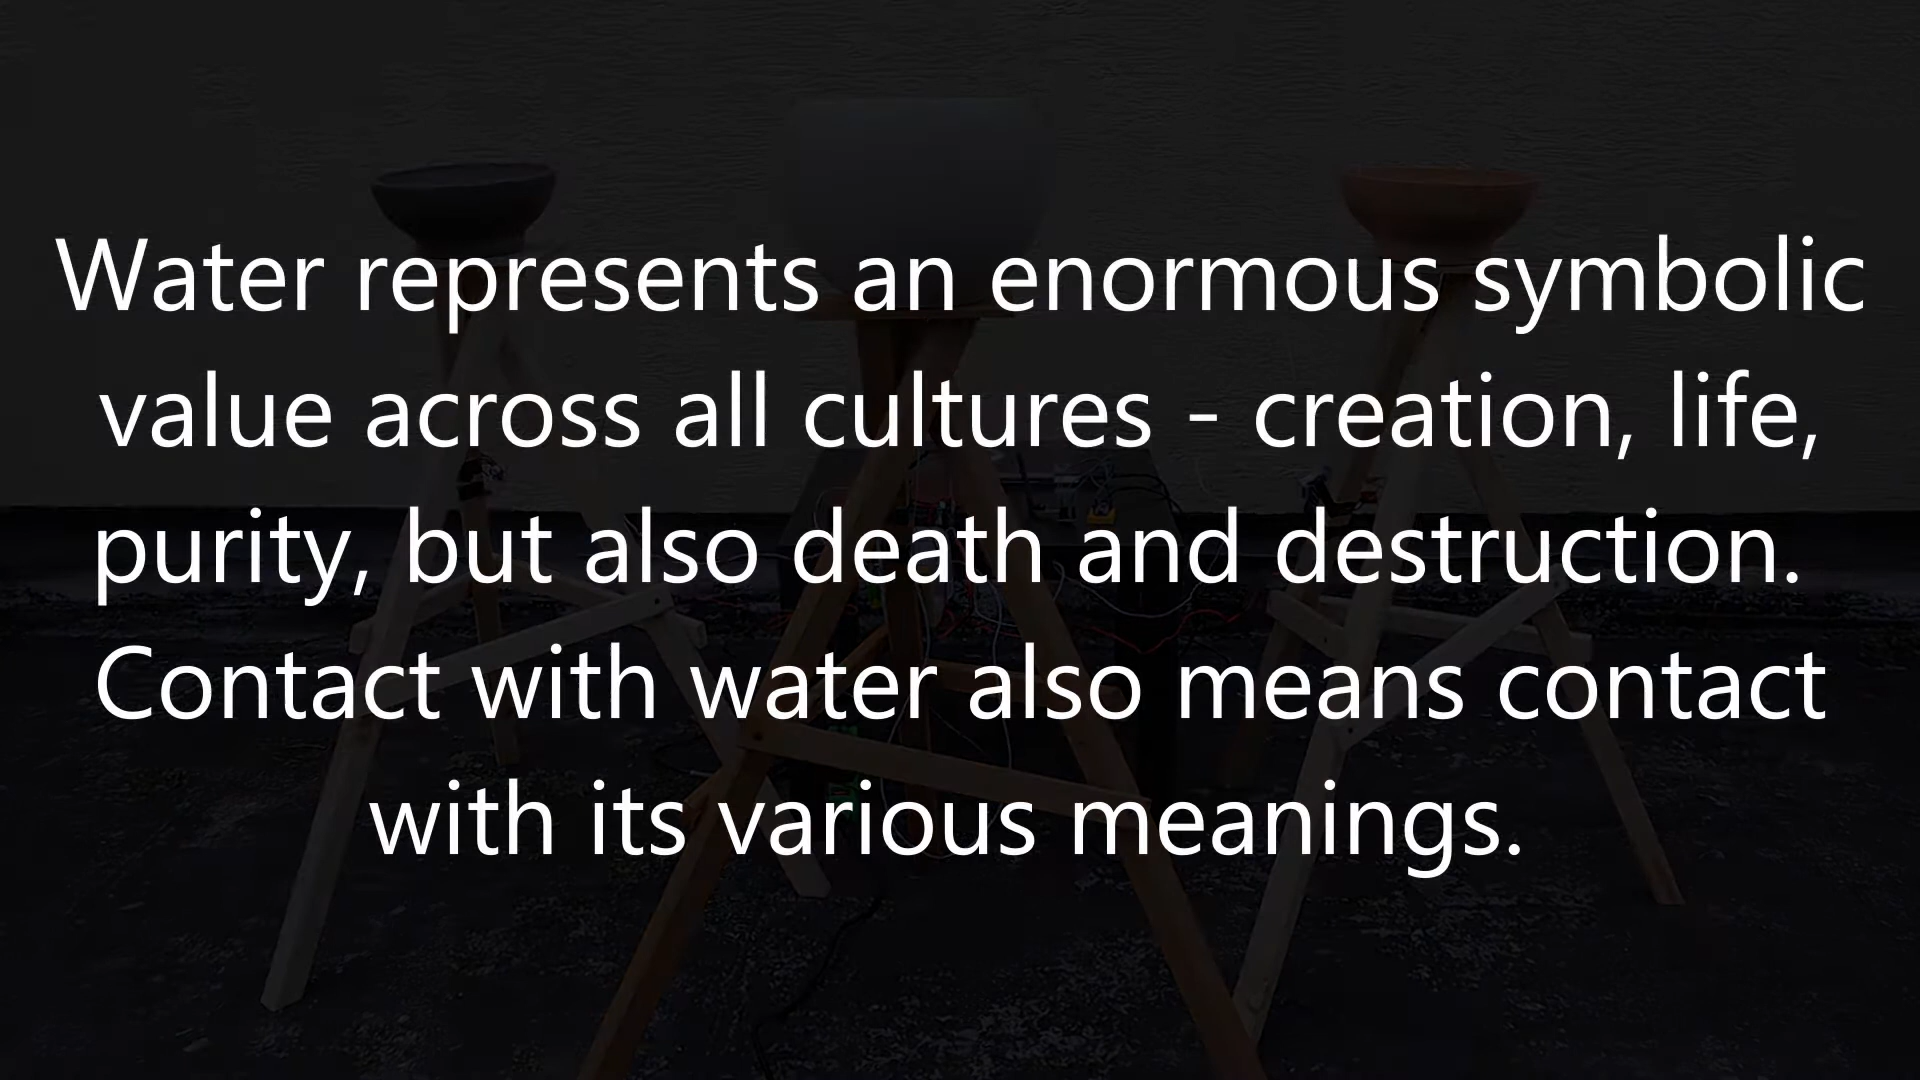 Water represents an enormous symbolic
value across all cultures - creation, life,
purity, but also death and destruction.
Contact with water also means contact
with its various meanings.